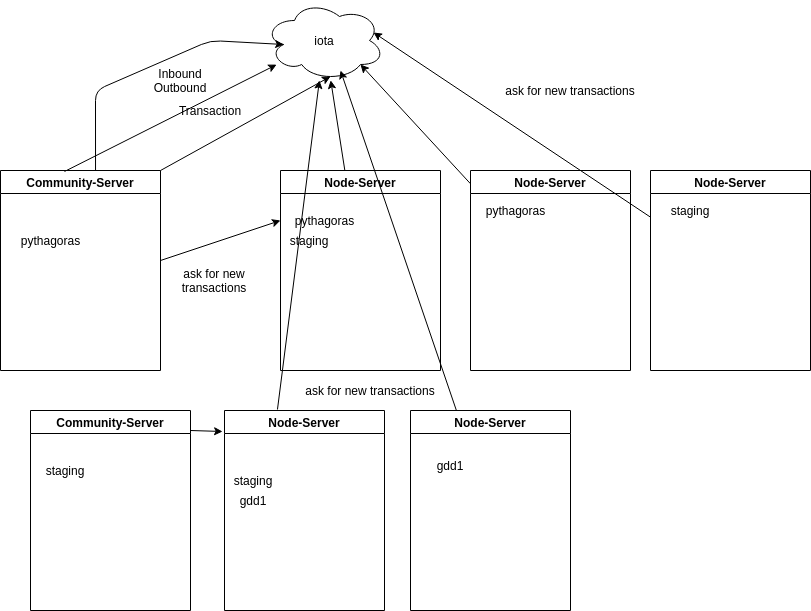 iota
Inbound
Outbound
Transaction
ask for new transactions
Community-Server
Node-Server
Node-Server
Node-Server
pythagoras
pythagoras
staging
pythagoras
staging
ask for new
transactions
ask for new transactions
Community-Server
Node-Server
Node-Server
staging
staging
gdd1
gdd1